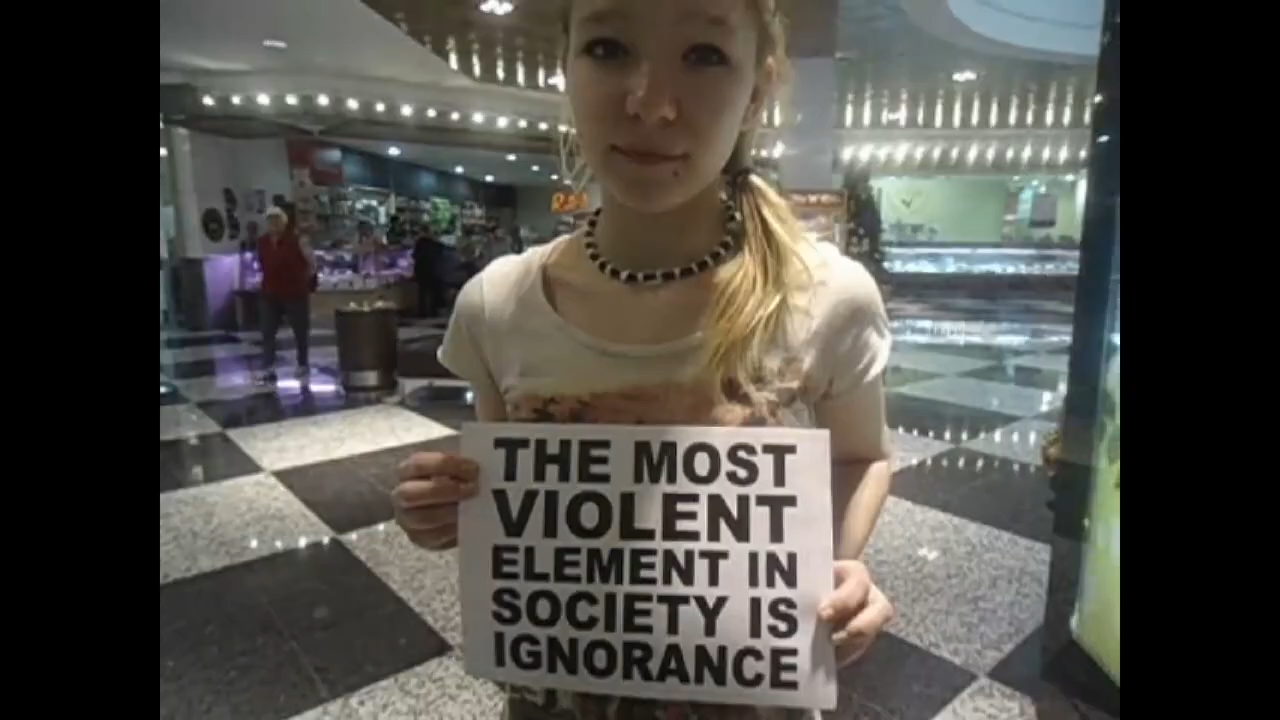 THE MOST
VIOLENT
ELEMENT IN
SOCIETY IS
IGNORANCE